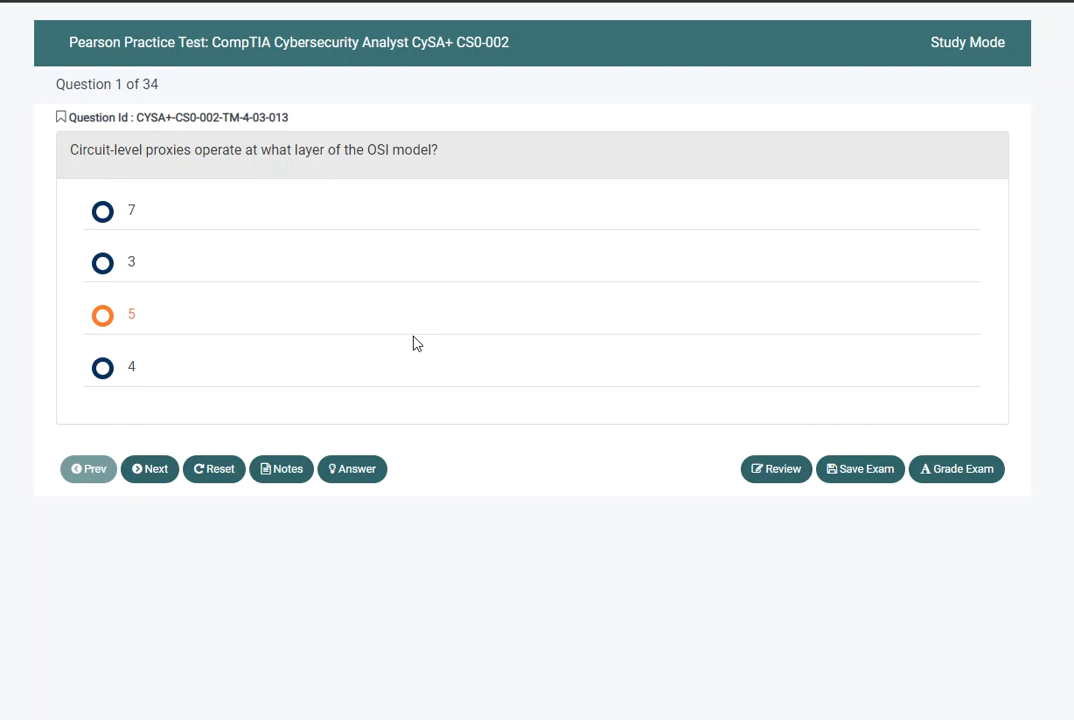 Pearson Practice Test: CompTIA Cybersecurity Analyst CySA+ CS0-002 Study Mode
Question 1 of 34
Question Id : CYSA+-CS0-002-TM-4-03-013
Circuit-level proxies operate at what layer of the OSI model?
7
3
5
4
Prev Next Reset Notes Answer Review Save Exam Grade Exam